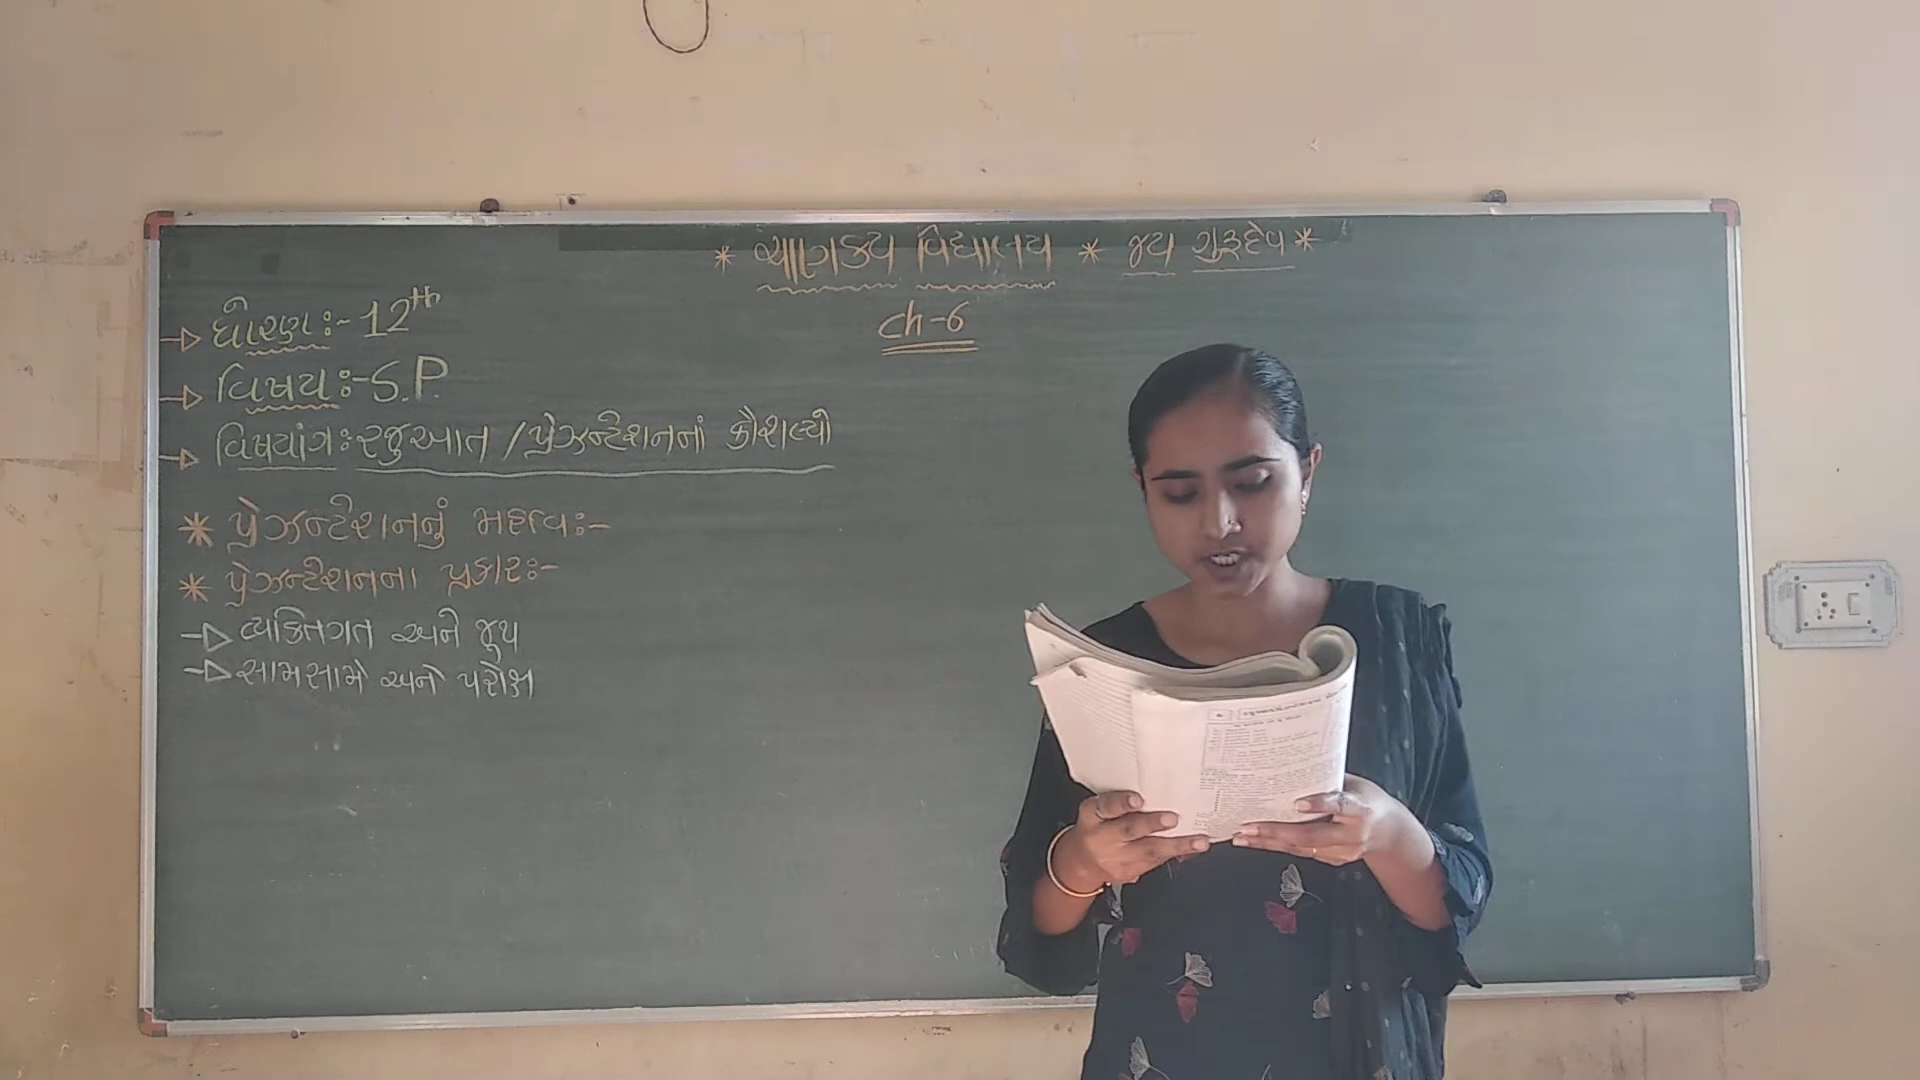 * ચાણક્ય વિદ્યાલય * જય ગુરૂદેવ *
ch-6
ધોરણ :- 12th
વિષય :- S.P.
વિષયાંગ : રજુઆત / પ્રેઝન્ટેશનનાં કૌશલ્યો
* પ્રેઝન્ટેશનનું મહત્વ :-
* પ્રેઝન્ટેશનના પ્રકાર :-
વ્યક્તિગત અને જુથ
સામસામે અને પરોક્ષ